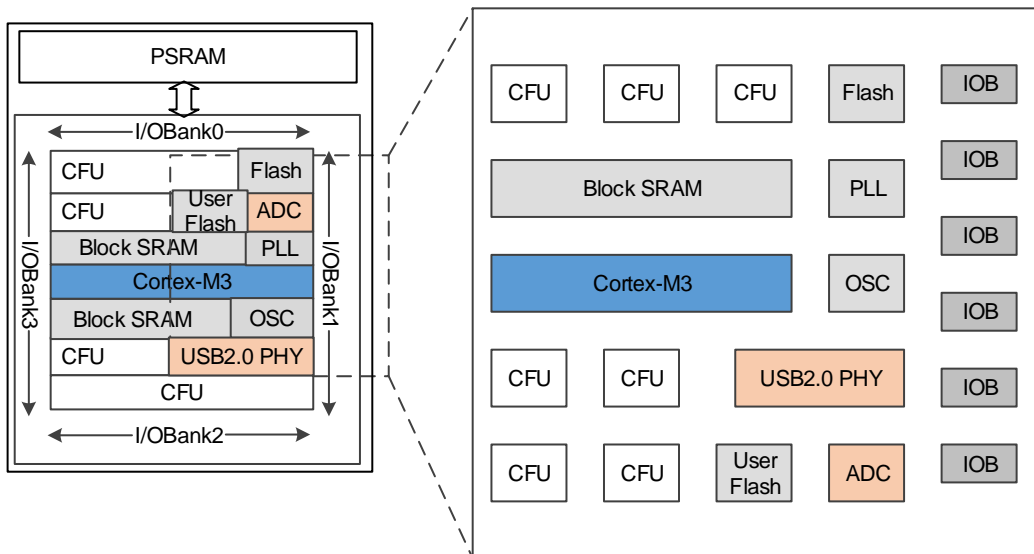 PSRAM
I/OBank0
CFU
Flash
CFU
User
Flash
ADC
Block SRAM
PLL
Cortex-M3
Block SRAM
OSC
CFU
USB2.0 PHY
CFU
I/OBank3
I/OBank1
I/OBank2
CFU
CFU
CFU
Flash
IOB
Block SRAM
PLL
IOB
Cortex-M3
OSC
IOB
IOB
CFU
CFU
USB2.0 PHY
IOB
CFU
CFU
User
Flash
ADC
IOB